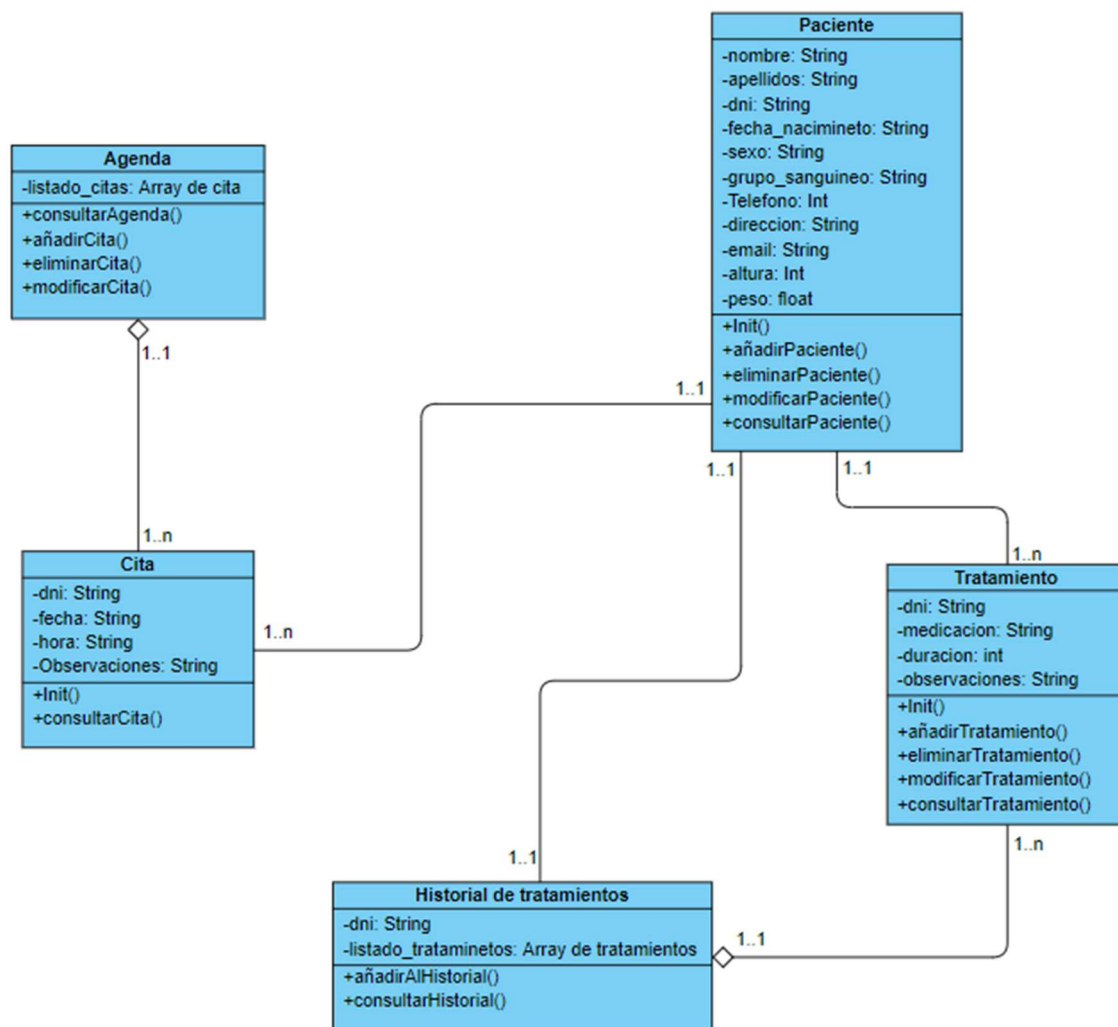 Paciente
-nombre: String
-apellidos: String
-dni: String
-fecha_nacimineto: String
-sexo: String
-grupo_sanguineo: String
-Telefono: Int
-direccion: String
-email: String
-altura: Int
-peso: float
+Init()
+añadirPaciente()
+eliminarPaciente()
+modificarPaciente()
+consultarPaciente()
Agenda
-listado_citas: Array de cita
+consultarAgenda()
+añadirCita()
+eliminarCita()
+modificarCita()
1..1
1..1
1..1
1..1
1..n
Cita
-dni: String
-fecha: String
-hora: String
-Observaciones: String
+Init()
+consultarCita()
1..n
1..n
Tratamiento
-dni: String
-medicacion: String
-duracion: int
-observaciones: String
+Init()
+añadirTratamiento()
+eliminarTratamiento()
+modificarTratamiento()
+consultarTratamiento()
1..n
1..1
Historial de tratamientos
-dni: String
-listado_trataminetos: Array de tratamientos
+añadirAlHistorial()
+consultarHistorial()
1..1